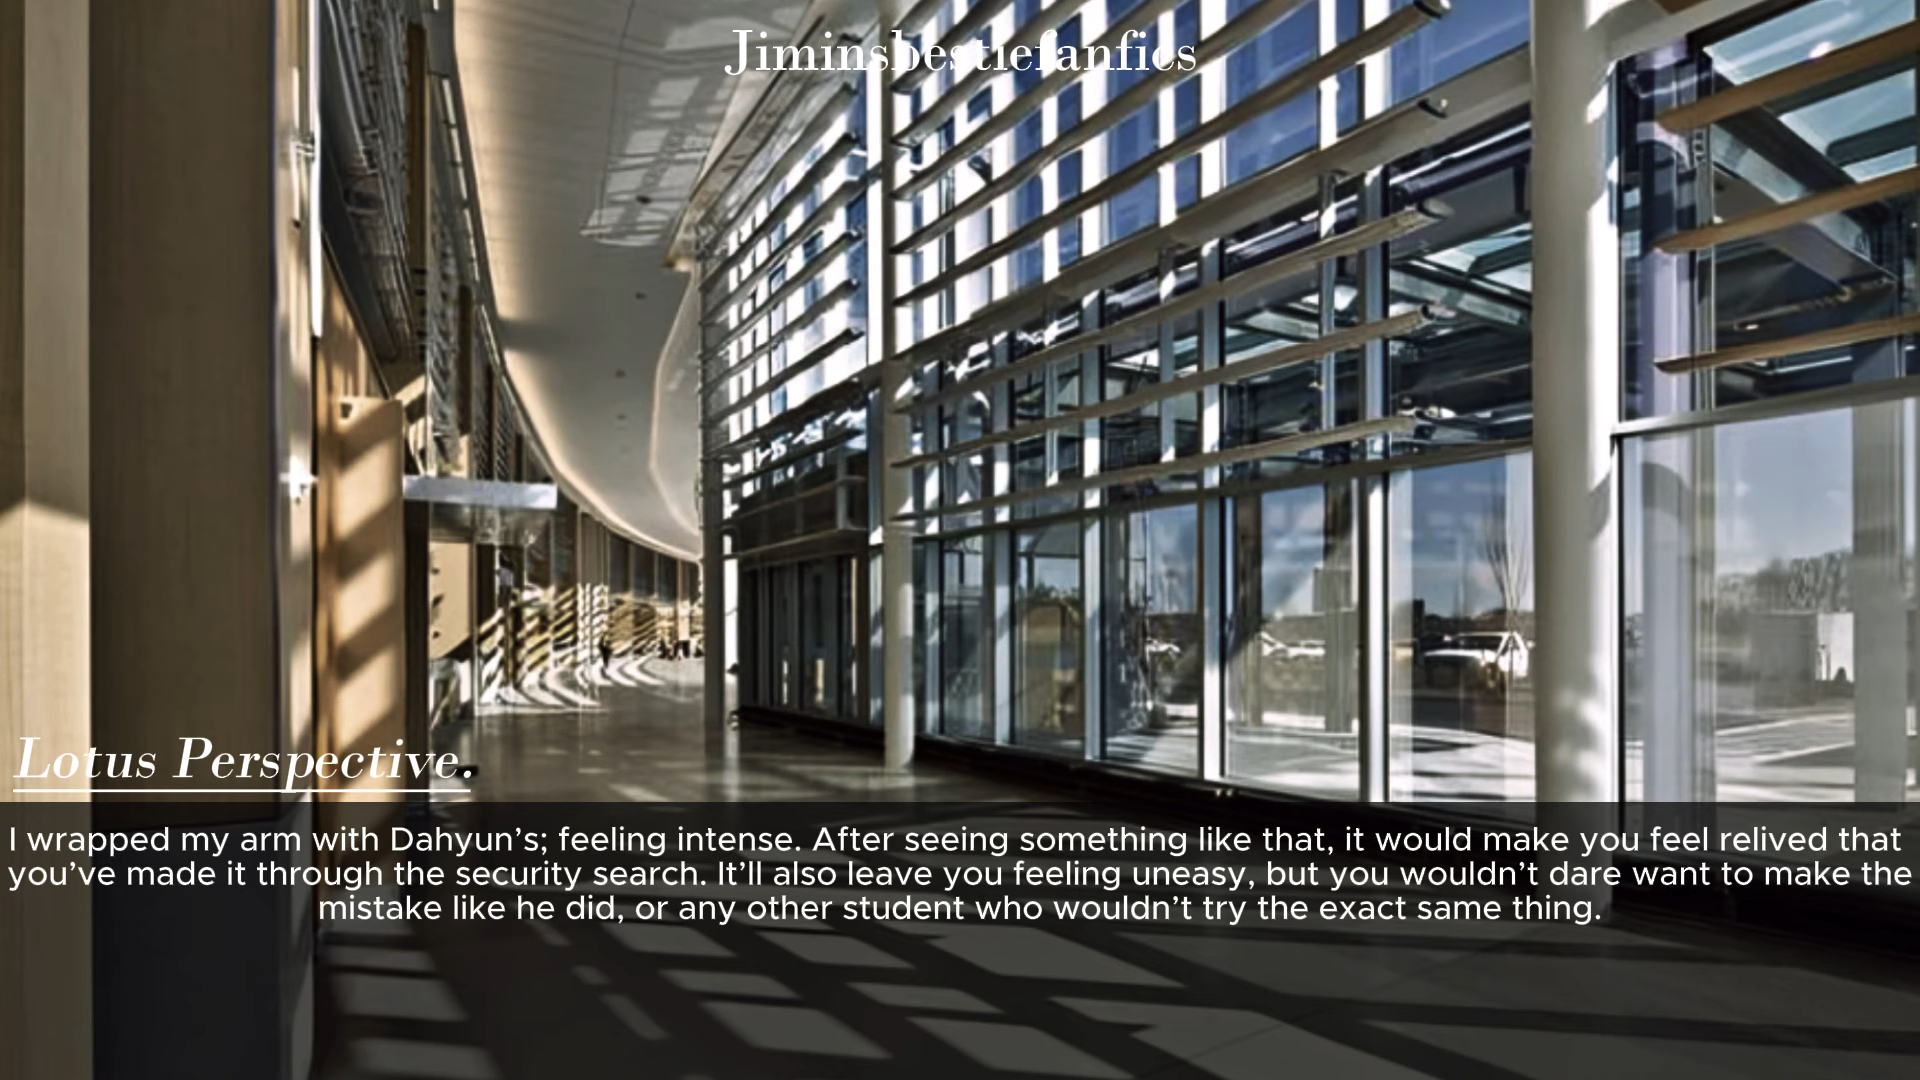 Jiminsbestiefanfics
Lotus Perspective.
I wrapped my arm with Dahyun’s; feeling intense. After seeing something like that, it would make you feel relived that
you’ve made it through the security search. It’ll also leave you feeling uneasy, but you wouldn’t dare want to make the
mistake like he did, or any other student who wouldn’t try the exact same thing.